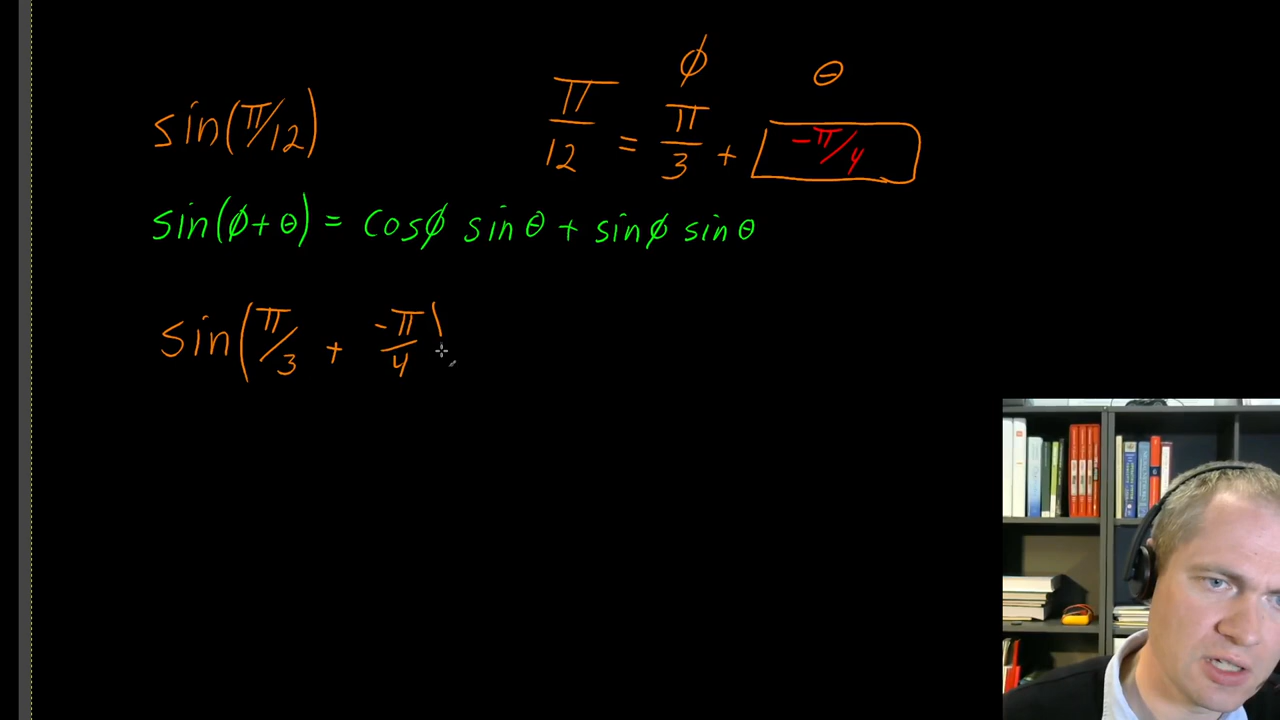 ϕ θ
sin(π/12) π/12 = π/3 + -π/4
sin(ϕ+θ) = cosϕ sinθ + sinϕ sinθ
sin(π/3 + -π/4)